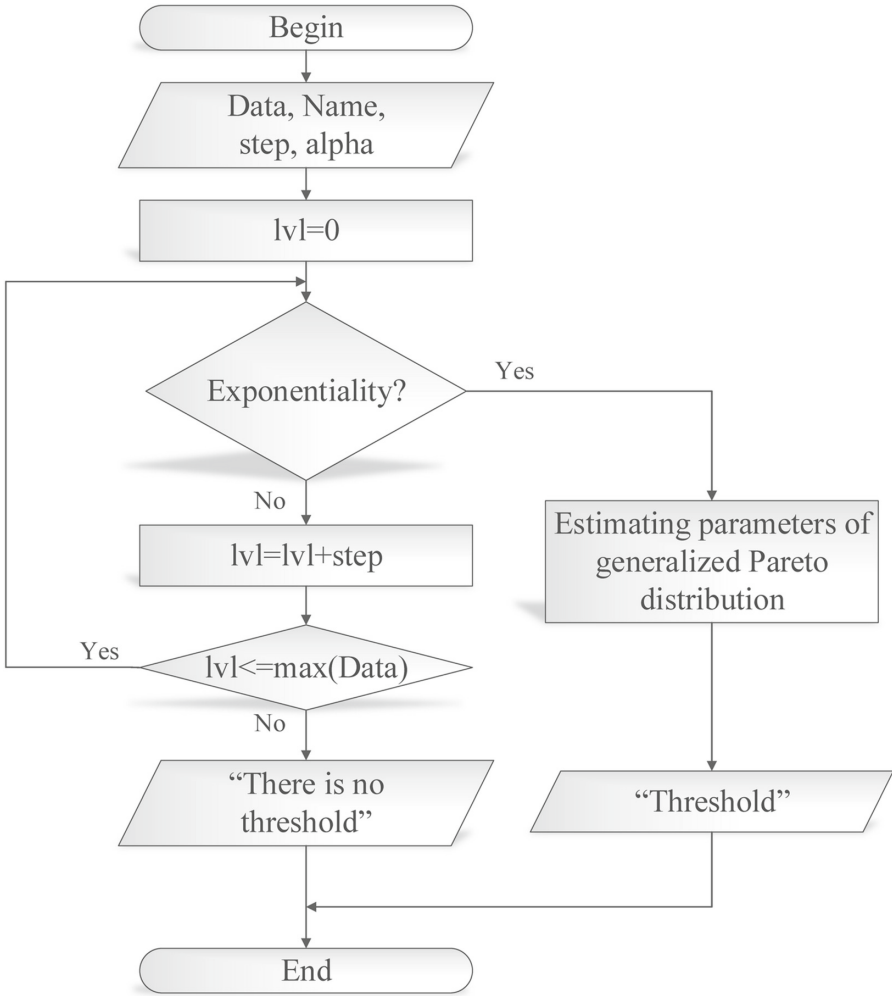 Begin
Data, Name,
step, alpha
lvl=0
Exponentiality?
Yes
No
Estimating parameters of
generalized Pareto
distribution
lvl=lvl+step
Yes
lvl<=max(Data)
No
“There is no
threshold”
“Threshold”
End